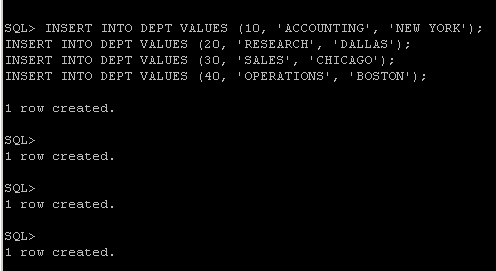 SQL> INSERT INTO DEPT VALUES (10, 'ACCOUNTING', 'NEW YORK');
INSERT INTO DEPT VALUES (20, 'RESEARCH', 'DALLAS');
INSERT INTO DEPT VALUES (30, 'SALES', 'CHICAGO');
INSERT INTO DEPT VALUES (40, 'OPERATIONS', 'BOSTON');
1 row created.
SQL>
1 row created.
SQL>
1 row created.
SQL>
1 row created.